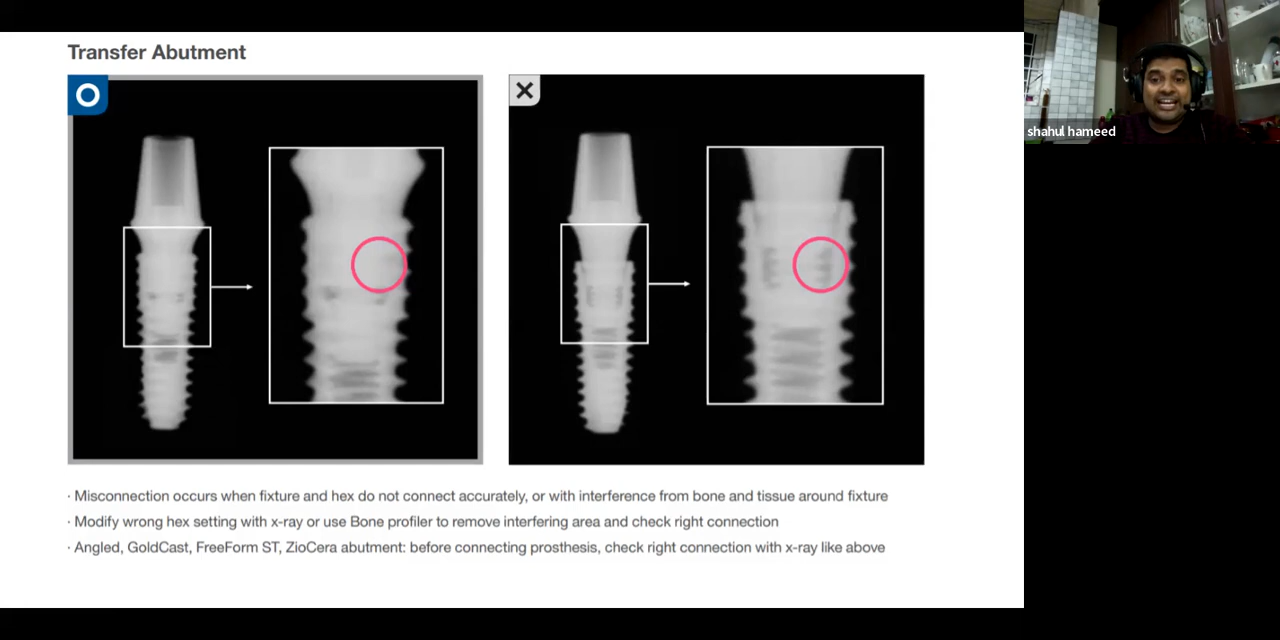 Transfer Abutment
shahul hameed
· Misconnection occurs when fixture and hex do not connect accurately, or with interference from bone and tissue around fixture
· Modify wrong hex setting with x-ray or use Bone profiler to remove interfering area and check right connection
· Angled, GoldCast, FreeForm ST, ZioCera abutment: before connecting prosthesis, check right connection with x-ray like above